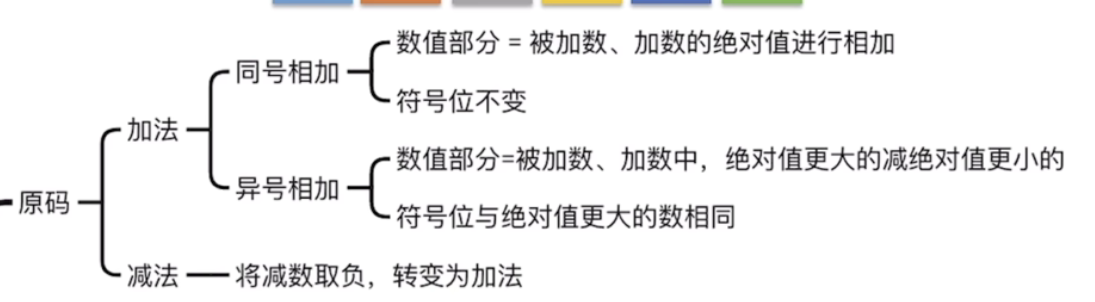 原码
加法
同号相加
数值部分 = 被加数、加数的绝对值进行相加
符号位不变
异号相加
数值部分=被加数、加数中，绝对值更大的减绝对值更小的
符号位与绝对值更大的数相同
减法
将减数取负，转变为加法